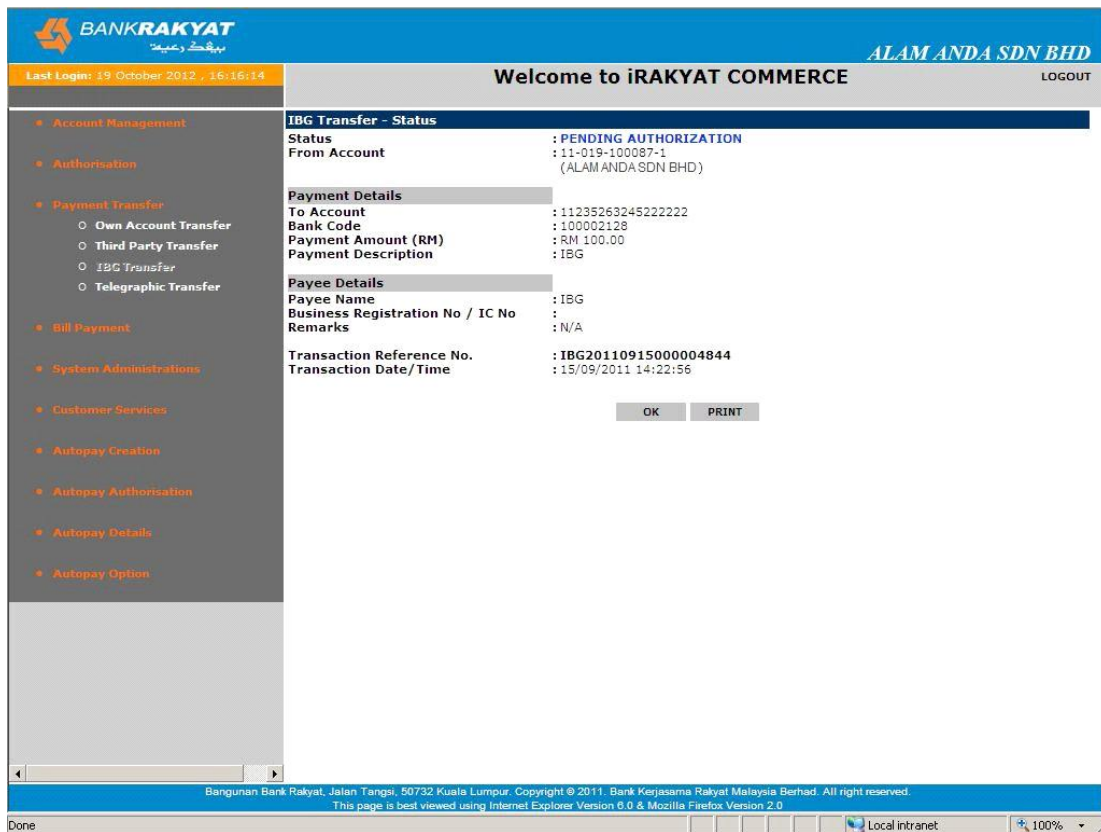 BANKRAKYAT
بيڠك رعية
ALAM ANDA SDN BHD
Last Login: 19 October 2012 , 16:16:14
Welcome to iRAKYAT COMMERCE
LOGOUT
Account Management
Authorisation
Payment Transfer
Own Account Transfer
Third Party Transfer
IBG Transfer
Telegraphic Transfer
Bill Payment
System Administrations
Customer Services
Autopay Creation
Autopay Authorisation
Autopay Details
Autopay Option
IBG Transfer - Status
Status : PENDING AUTHORIZATION
From Account : 11-019-100087-1
(ALAM ANDA SDN BHD)
Payment Details
To Account : 11235263245222222
Bank Code : 100002128
Payment Amount (RM) : RM 100.00
Payment Description : IBG
Payee Details
Payee Name : IBG
Business Registration No / IC No :
Remarks : N/A
Transaction Reference No. : IBG20110915000004844
Transaction Date/Time : 15/09/2011 14:22:56
OK PRINT
Bangunan Bank Rakyat, Jalan Tangsi, 50732 Kuala Lumpur. Copyright © 2011. Bank Kerjasama Rakyat Malaysia Berhad. All right reserved.
This page is best viewed using Internet Explorer Version 6.0 & Mozilla Firefox Version 2.0
Done Local intranet 100%